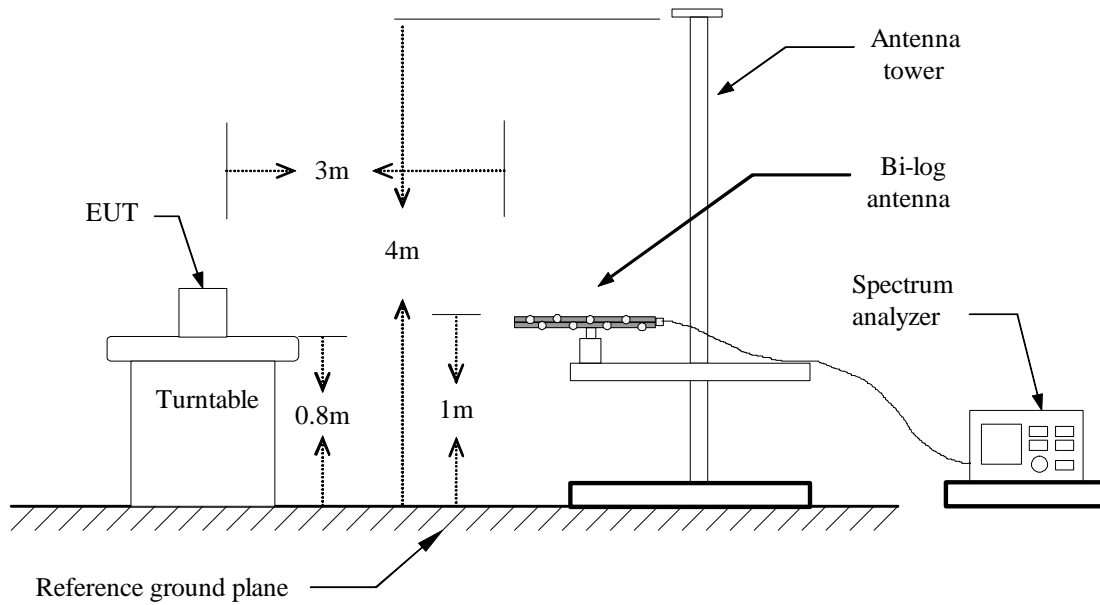 Antenna
tower
3m
Bi-log
antenna
EUT
4m
Spectrum
analyzer
Turntable
0.8m
1m
Reference ground plane